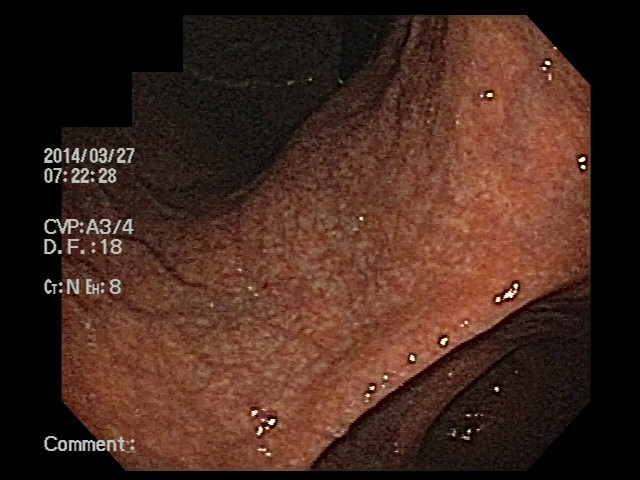 2014/03/27
07:22:28
CVP:A3/4
D.F.:18
Ct:N Eh:8
Comment: